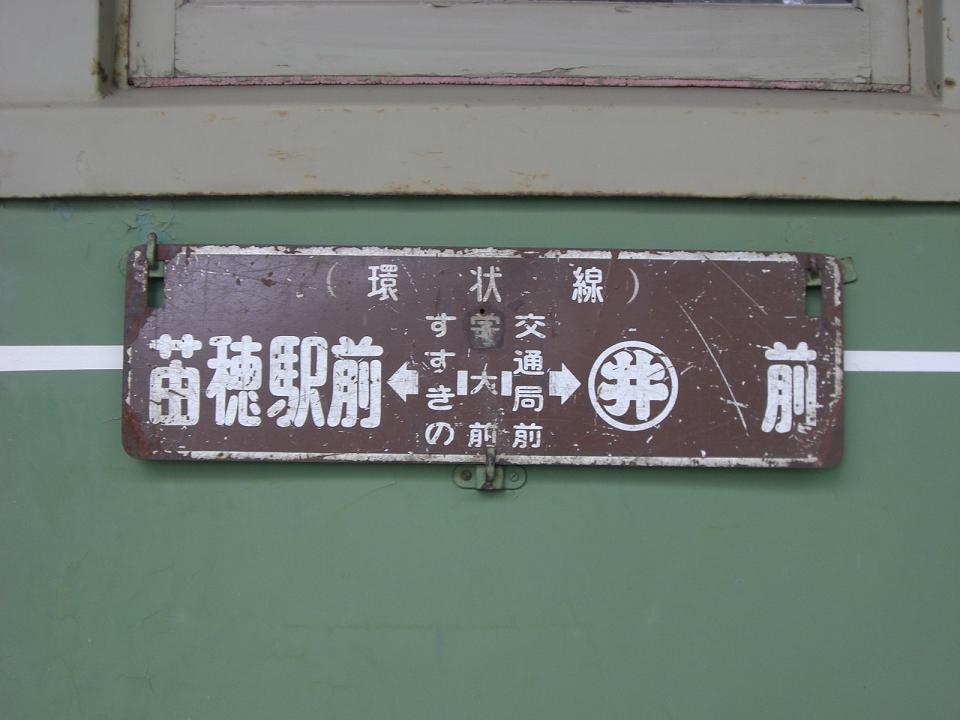 (環状線)
苗穂駅前
すすきの
学大前
交通局前
井前